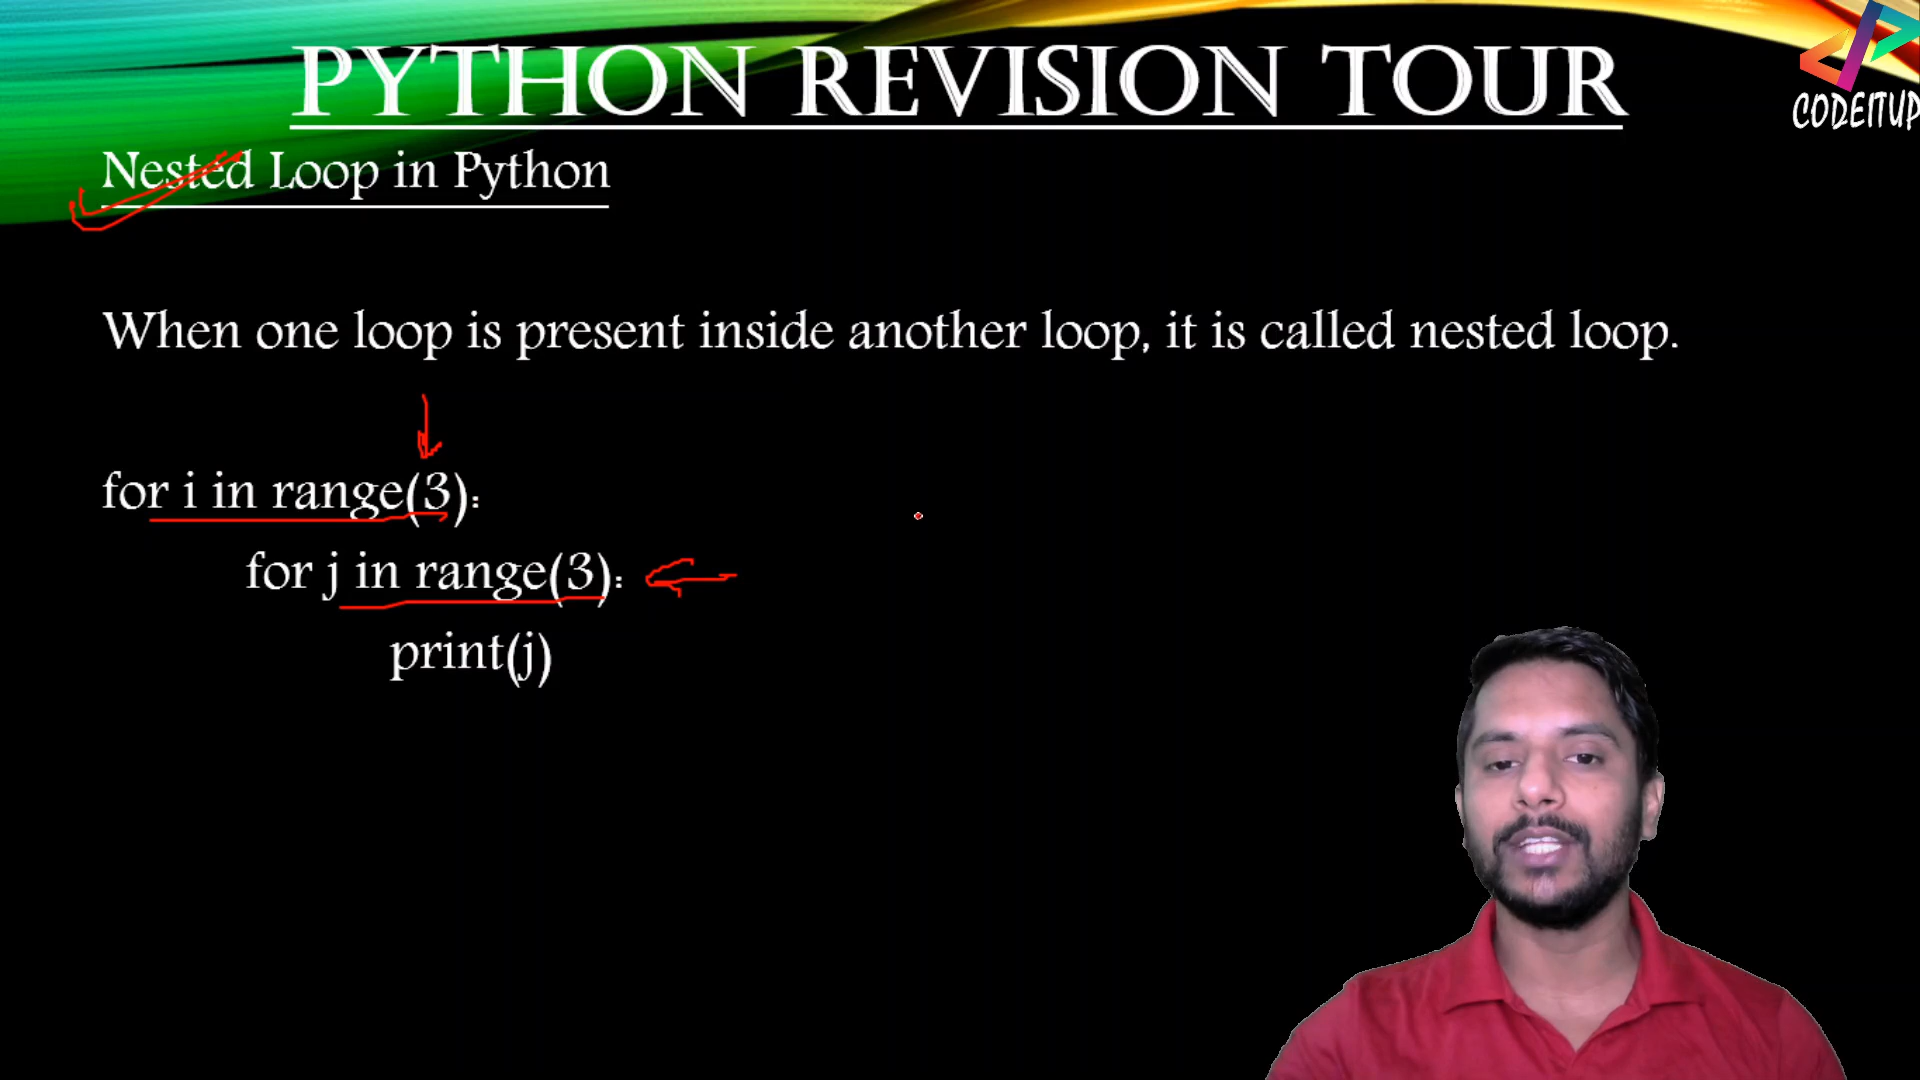 PYTHON REVISION TOUR
CODEITUP
Nested Loop in Python
When one loop is present inside another loop, it is called nested loop.
for i in range(3):
for j in range(3):
print(j)